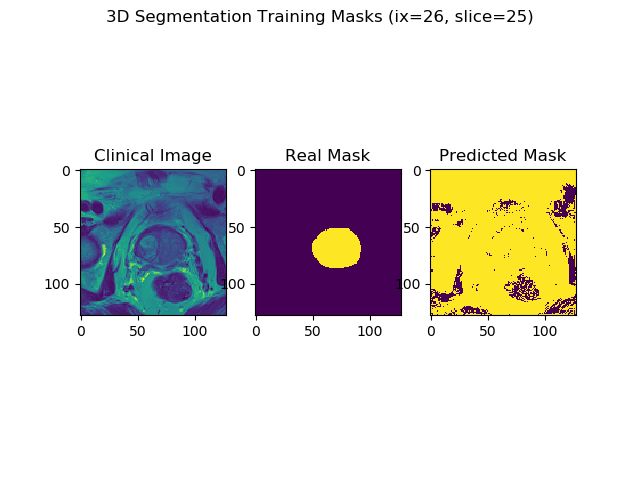 3D Segmentation Training Masks (ix=26, slice=25)
Clinical Image Real Mask Predicted Mask
0 0 0
50 50 50
100 100 100
0 50 100 0 50 100 0 50 100